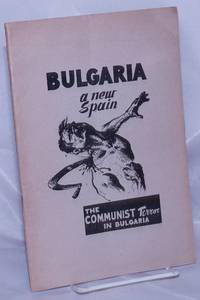 BULGARIA
a new
Spain
THE
COMMUNIST Terror
IN BULGARIA